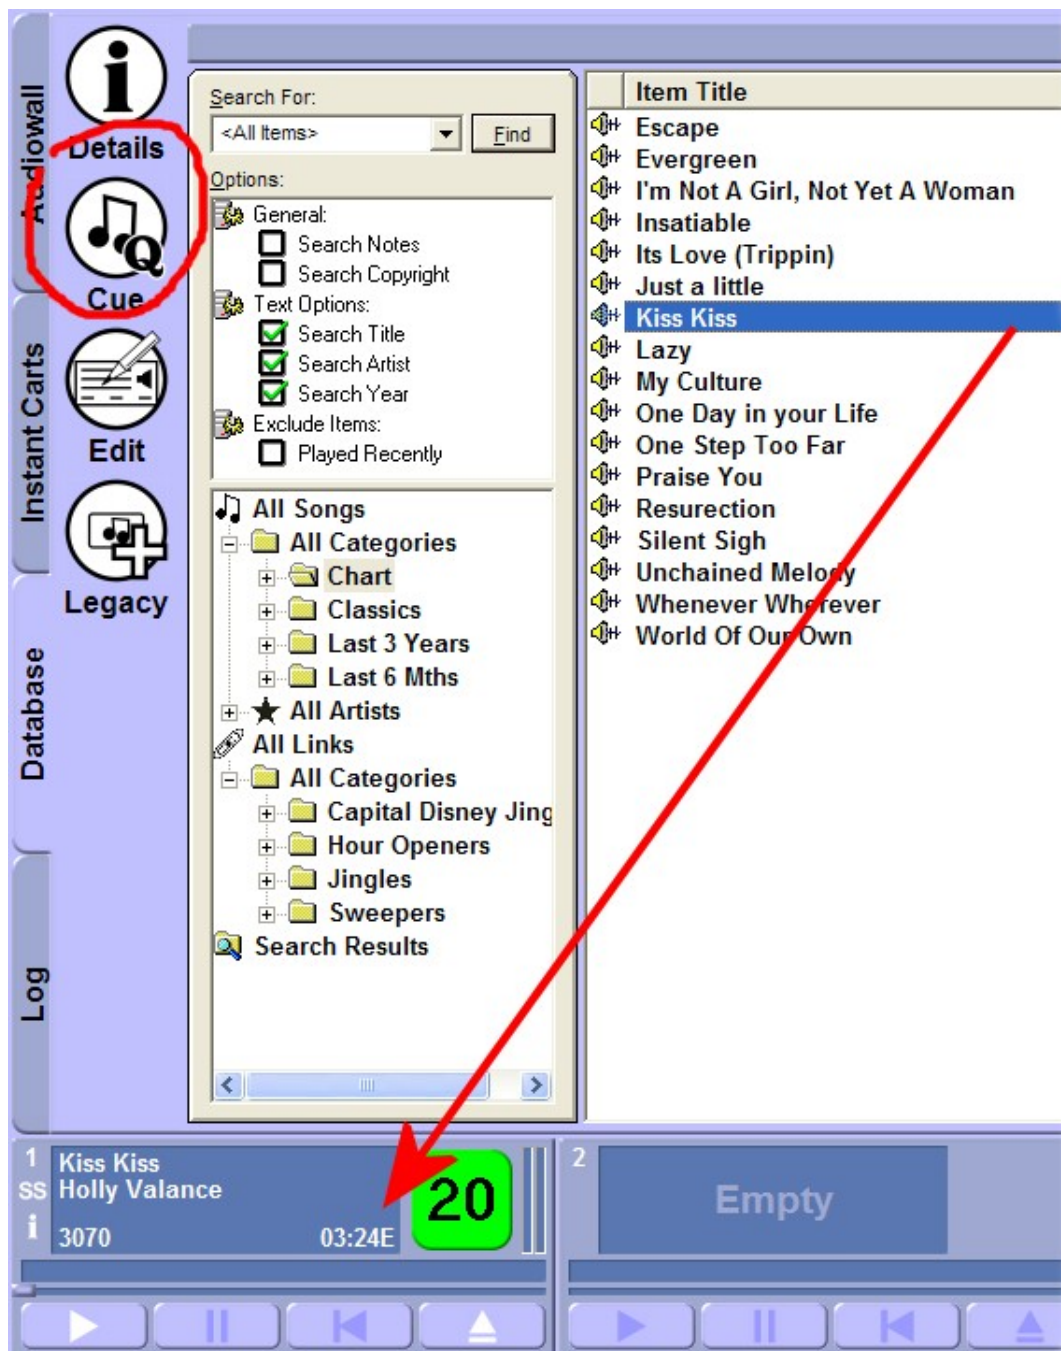 Audiowall
Instant Carts
Database
Log
Details
Cue
Edit
Legacy
Search For:
<All Items>
Find
Options:
General:
Search Notes
Search Copyright
Text Options:
Search Title
Search Artist
Search Year
Exclude Items:
Played Recently
All Songs
All Categories
Chart
Classics
Last 3 Years
Last 6 Mths
All Artists
All Links
All Categories
Capital Disney Jing
Hour Openers
Jingles
Sweepers
Search Results
Item Title
Escape
Evergreen
I'm Not A Girl, Not Yet A Woman
Insatiable
Its Love (Trippin)
Just a little
Kiss Kiss
Lazy
My Culture
One Day in your Life
One Step Too Far
Praise You
Resurection
Silent Sigh
Unchained Melody
Whenever Wherever
World Of Our Own
1 Kiss Kiss
SS Holly Valance
i 3070 03:24E
20
2
Empty